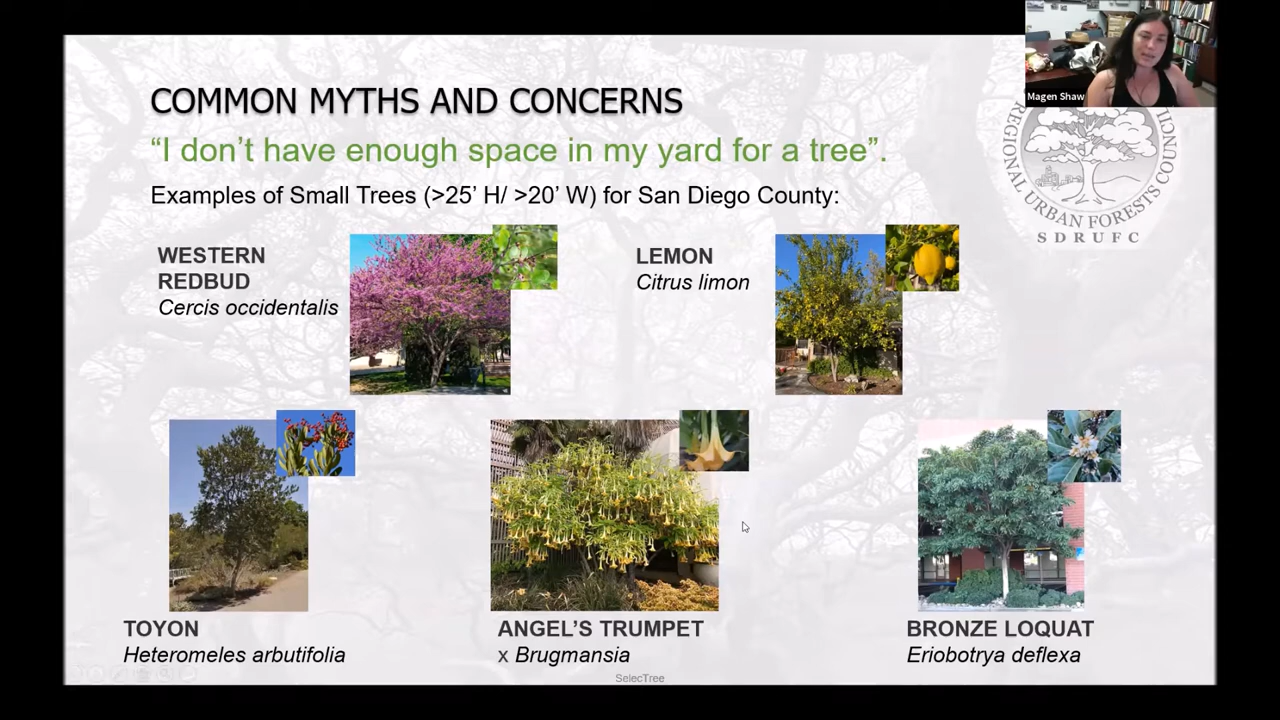 Magen Shaw
COMMON MYTHS AND CONCERNS
“I don’t have enough space in my yard for a tree”.
Examples of Small Trees (>25’ H/ >20’ W) for San Diego County:
REGIONAL URBAN FORESTS COUNCIL
SDRUFC
WESTERN
REDBUD
Cercis occidentalis
LEMON
Citrus limon
TOYON
Heteromeles arbutifolia
ANGEL’S TRUMPET
x Brugmansia
BRONZE LOQUAT
Eriobotrya deflexa
SelecTree